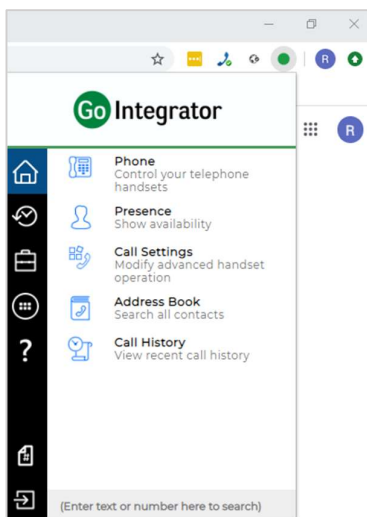 R
Go Integrator
R
Phone
Control your telephone
handsets
Presence
Show availability
Call Settings
Modify advanced handset
operation
Address Book
Search all contacts
?
Call History
View recent call history
#
(Enter text or number here to search)